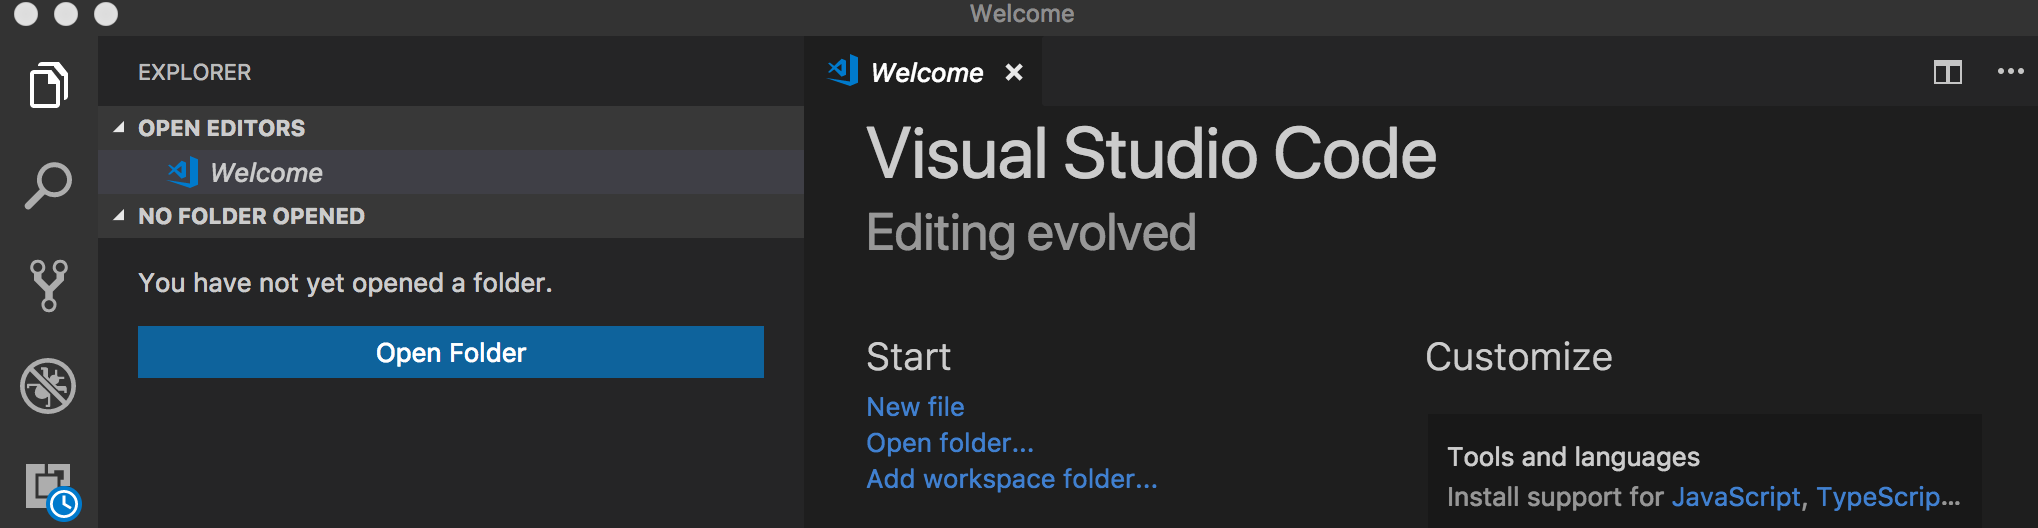 Welcome
EXPLORER
OPEN EDITORS
Welcome
NO FOLDER OPENED
You have not yet opened a folder.
Open Folder
Welcome
Visual Studio Code
Editing evolved
Start
New file
Open folder...
Add workspace folder...
Customize
Tools and languages
Install support for JavaScript, TypeScrip...